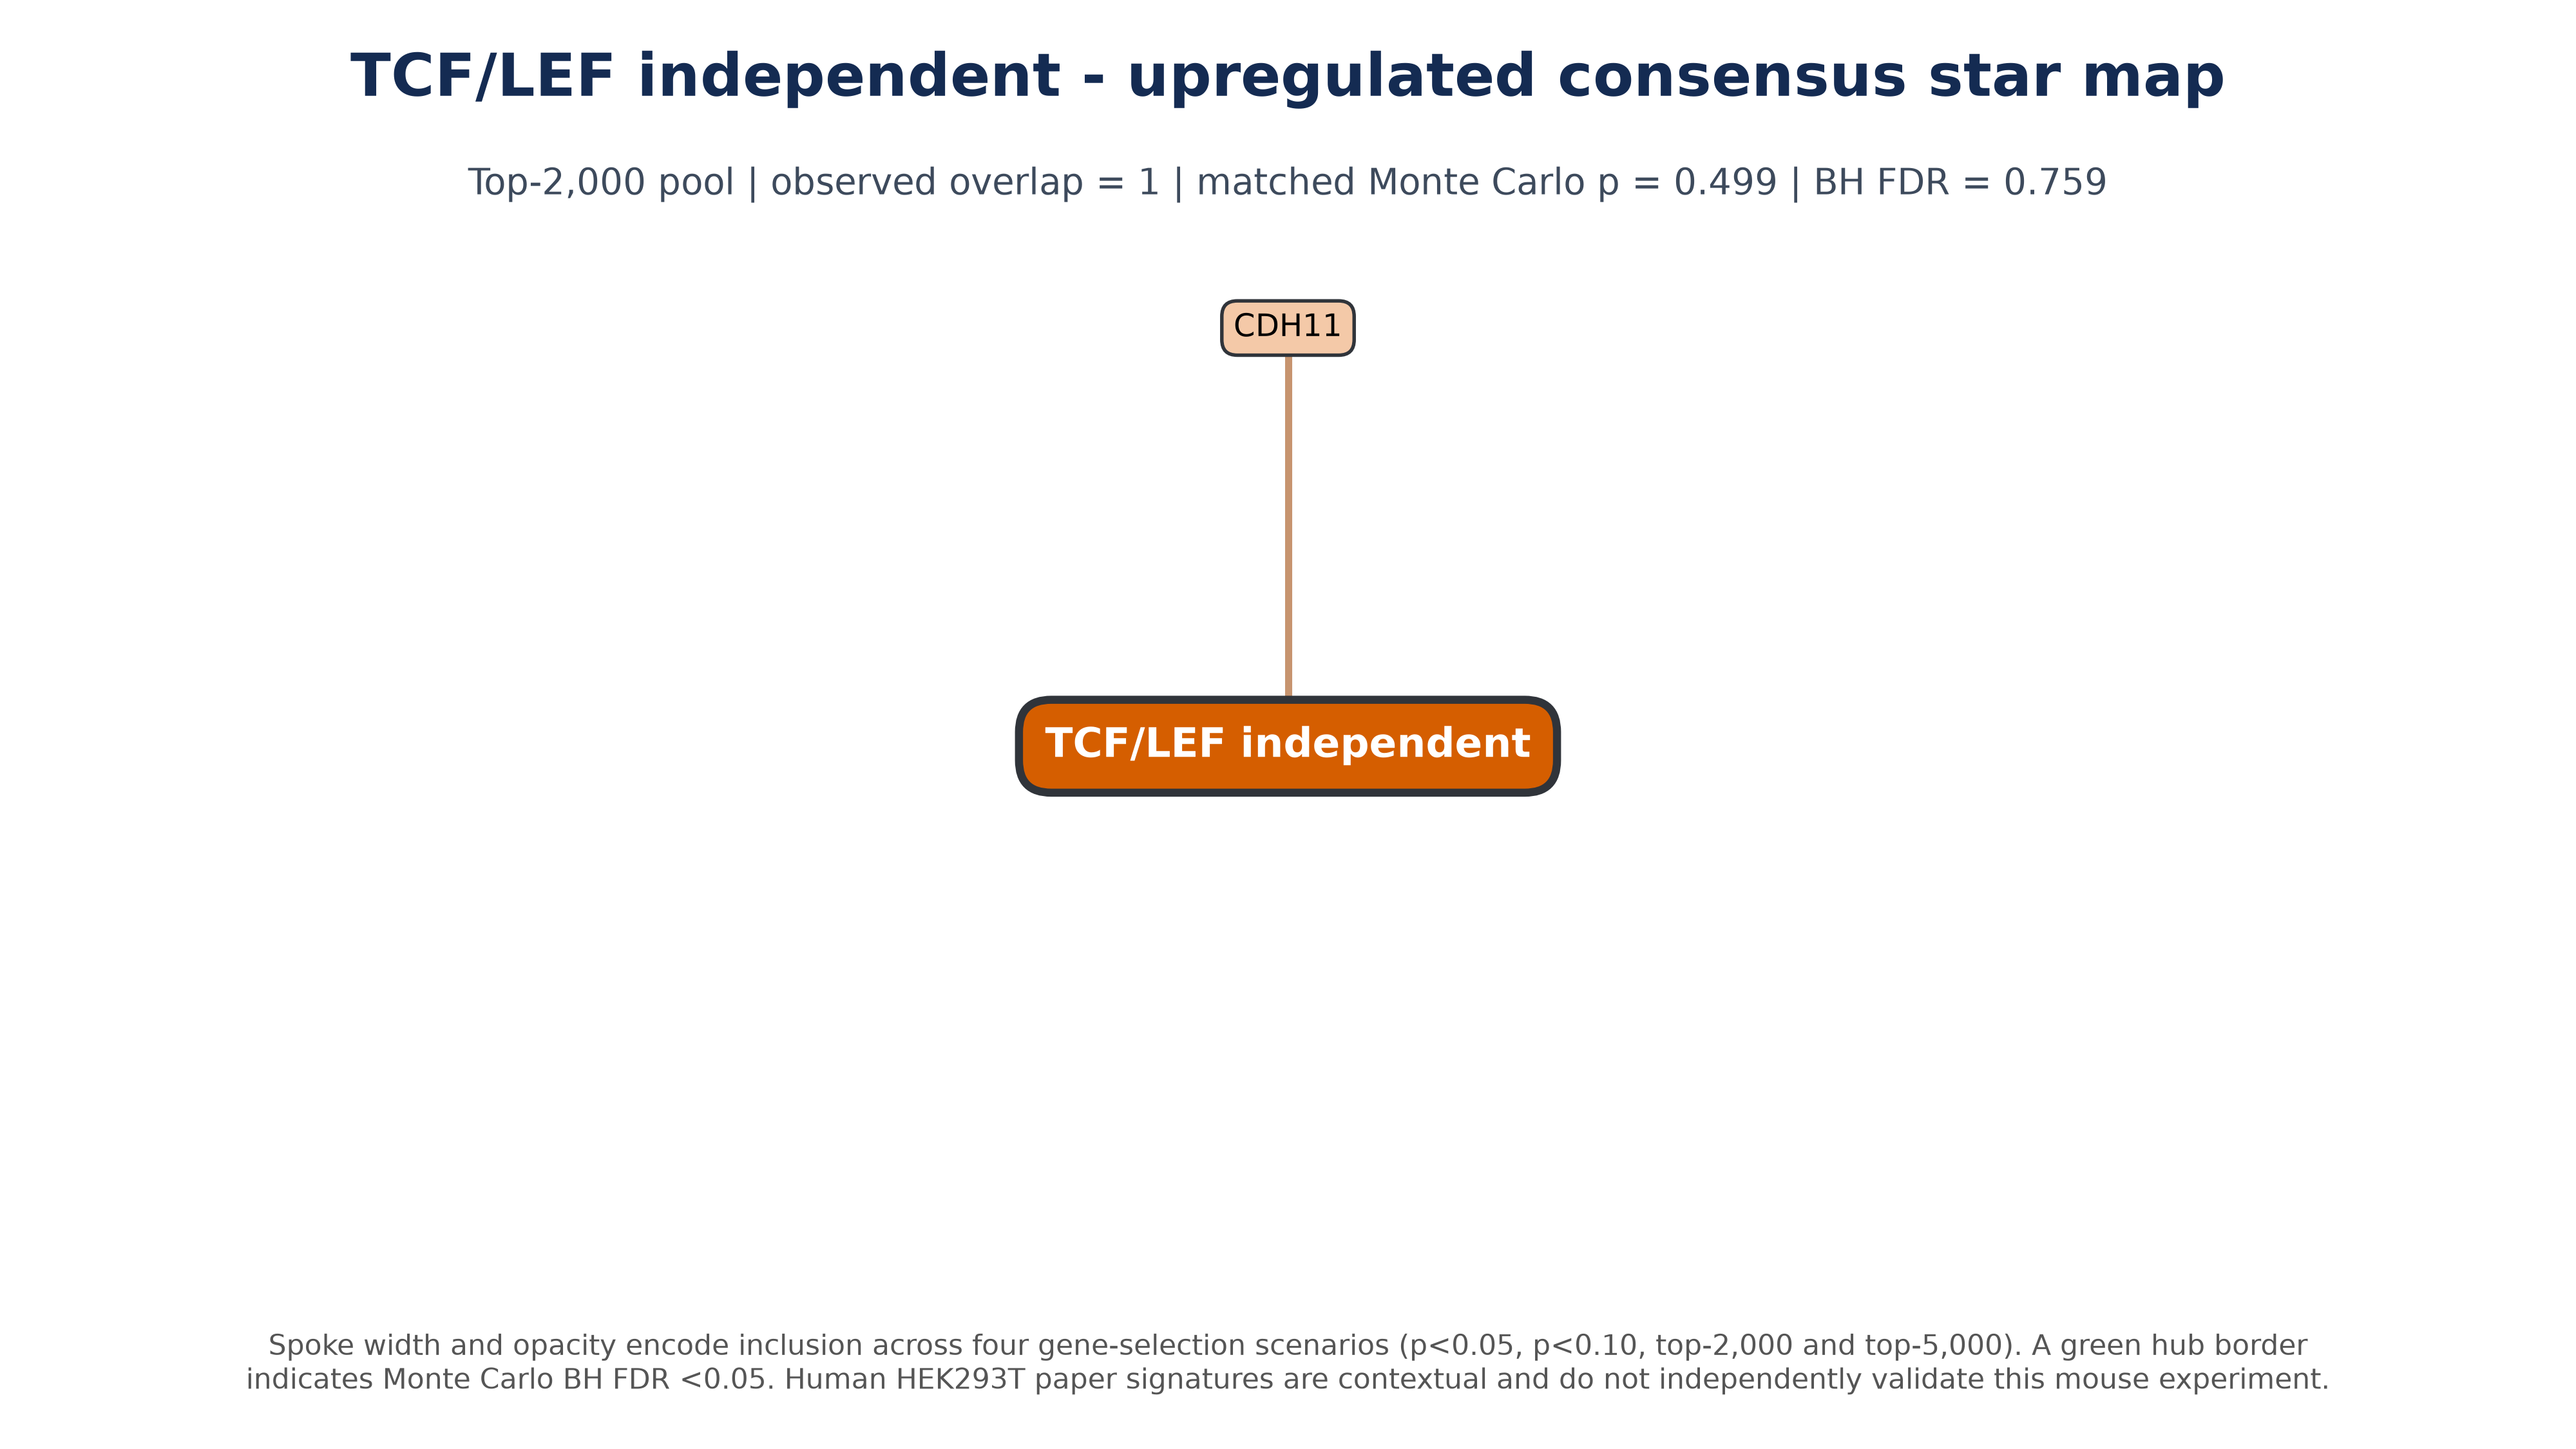 TCF/LEF independent - upregulated consensus star map
Top-2,000 pool | observed overlap = 1 | matched Monte Carlo p = 0.499 | BH FDR = 0.759
CDH11
TCF/LEF independent
Spoke width and opacity encode inclusion across four gene-selection scenarios (p<0.05, p<0.10, top-2,000 and top-5,000). A green hub border
indicates Monte Carlo BH FDR <0.05. Human HEK293T paper signatures are contextual and do not independently validate this mouse experiment.